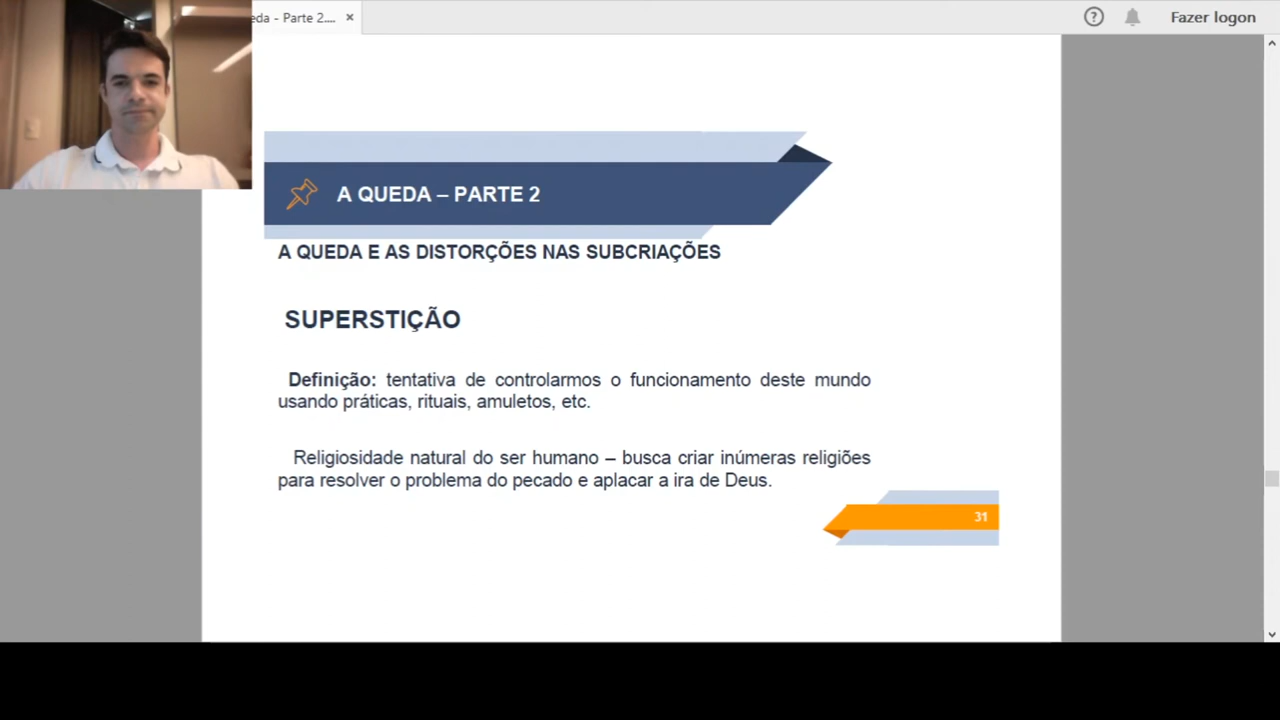 eda - Parte 2.... ×
? Fazer logon
A QUEDA – PARTE 2
A QUEDA E AS DISTORÇÕES NAS SUBCRIAÇÕES
SUPERSTIÇÃO
Definição: tentativa de controlarmos o funcionamento deste mundo
usando práticas, rituais, amuletos, etc.
Religiosidade natural do ser humano – busca criar inúmeras religiões
para resolver o problema do pecado e aplacar a ira de Deus.
31